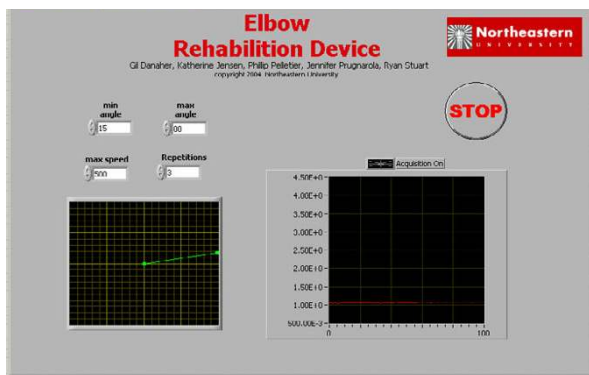 Elbow
Rehabilition Device
Gil Danaher, Katherine Jensen, Philip Pelletier, Jennifer Prugnarola, Ryan Stuart
copyright 2004 Northeastern University
Northeastern
UNIVERSITY
STOP
min angle
15
max angle
00
max speed
500
Repetitions
3
Acquisition On
4.50E+0
4.00E+0
3.50E+0
3.00E+0
2.50E+0
2.00E+0
1.50E+0
1.00E+0
500.00E-3
0
100